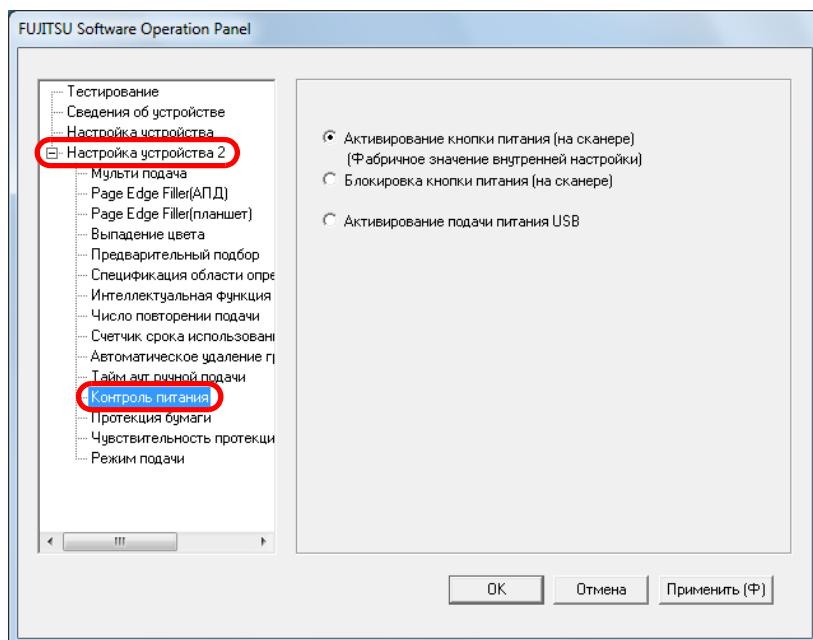 FUJITSU Software Operation Panel
Тестирование
Сведения об устройстве
Настройка устройства
Настройка устройства 2
Мульти подача
Page Edge Filler(АПД)
Page Edge Filler(планшет)
Выпадение цвета
Предварительный подбор
Спецификация области опре
Интеллектуальная функция
Число повторении подачи
Счетчик срока использовани
Автоматическое удаление гр
Тайм аут ручной подачи
Контроль питания
Протекция бумаги
Чувствительность протекци
Режим подачи
Активирование кнопки питания (на сканере)
(Фабричное значение внутренней настройки)
Блокировка кнопки питания (на сканере)
Активирование подачи питания USB
OK
Отмена
Применить (Ф)